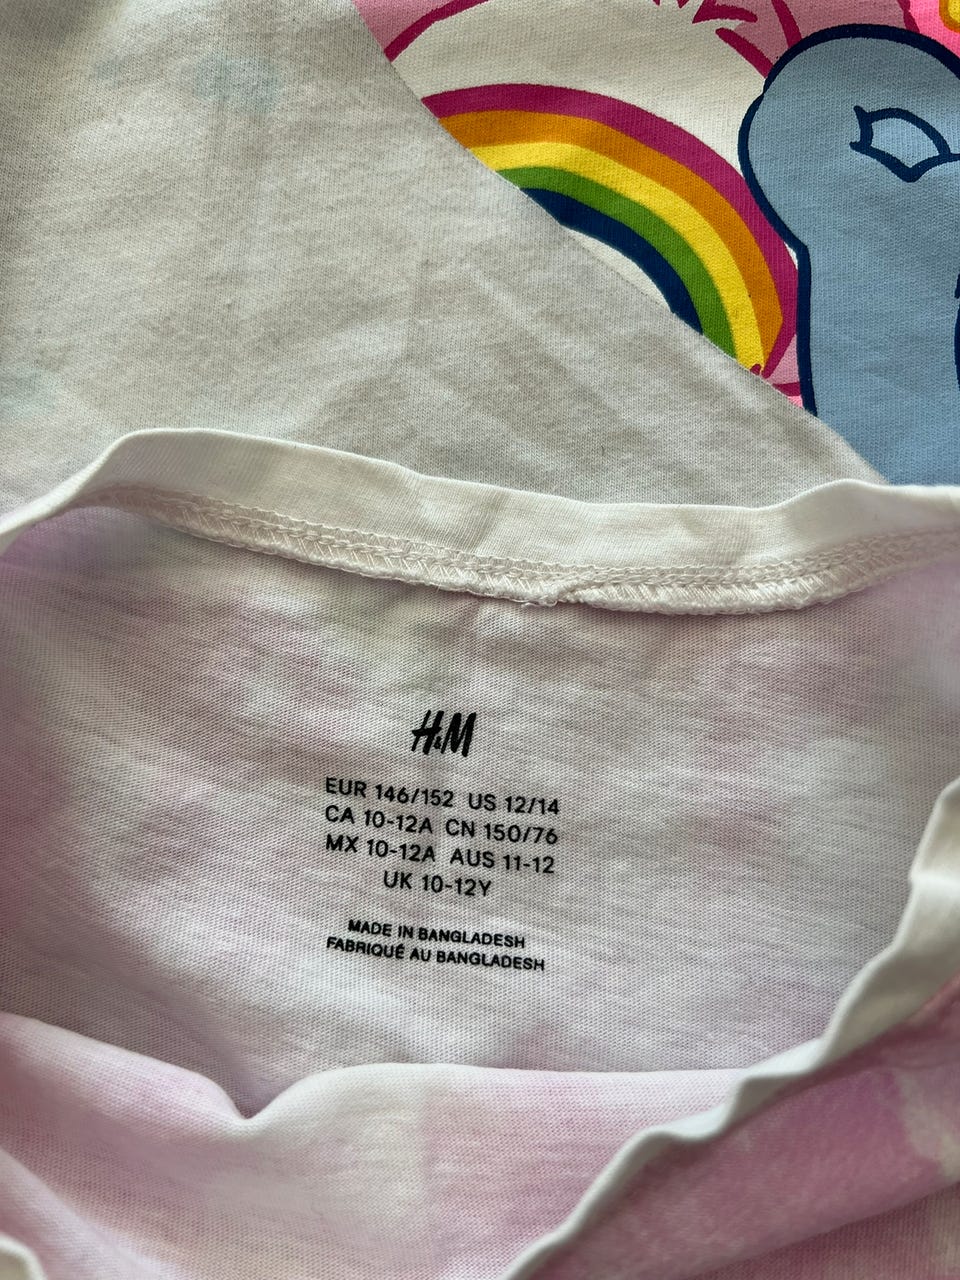 H&M
EUR 146/152 US 12/14
CA 10-12A CN 150/76
MX 10-12A AUS 11-12
UK 10-12Y
MADE IN BANGLADESH
FABRIQUÉ AU BANGLADESH